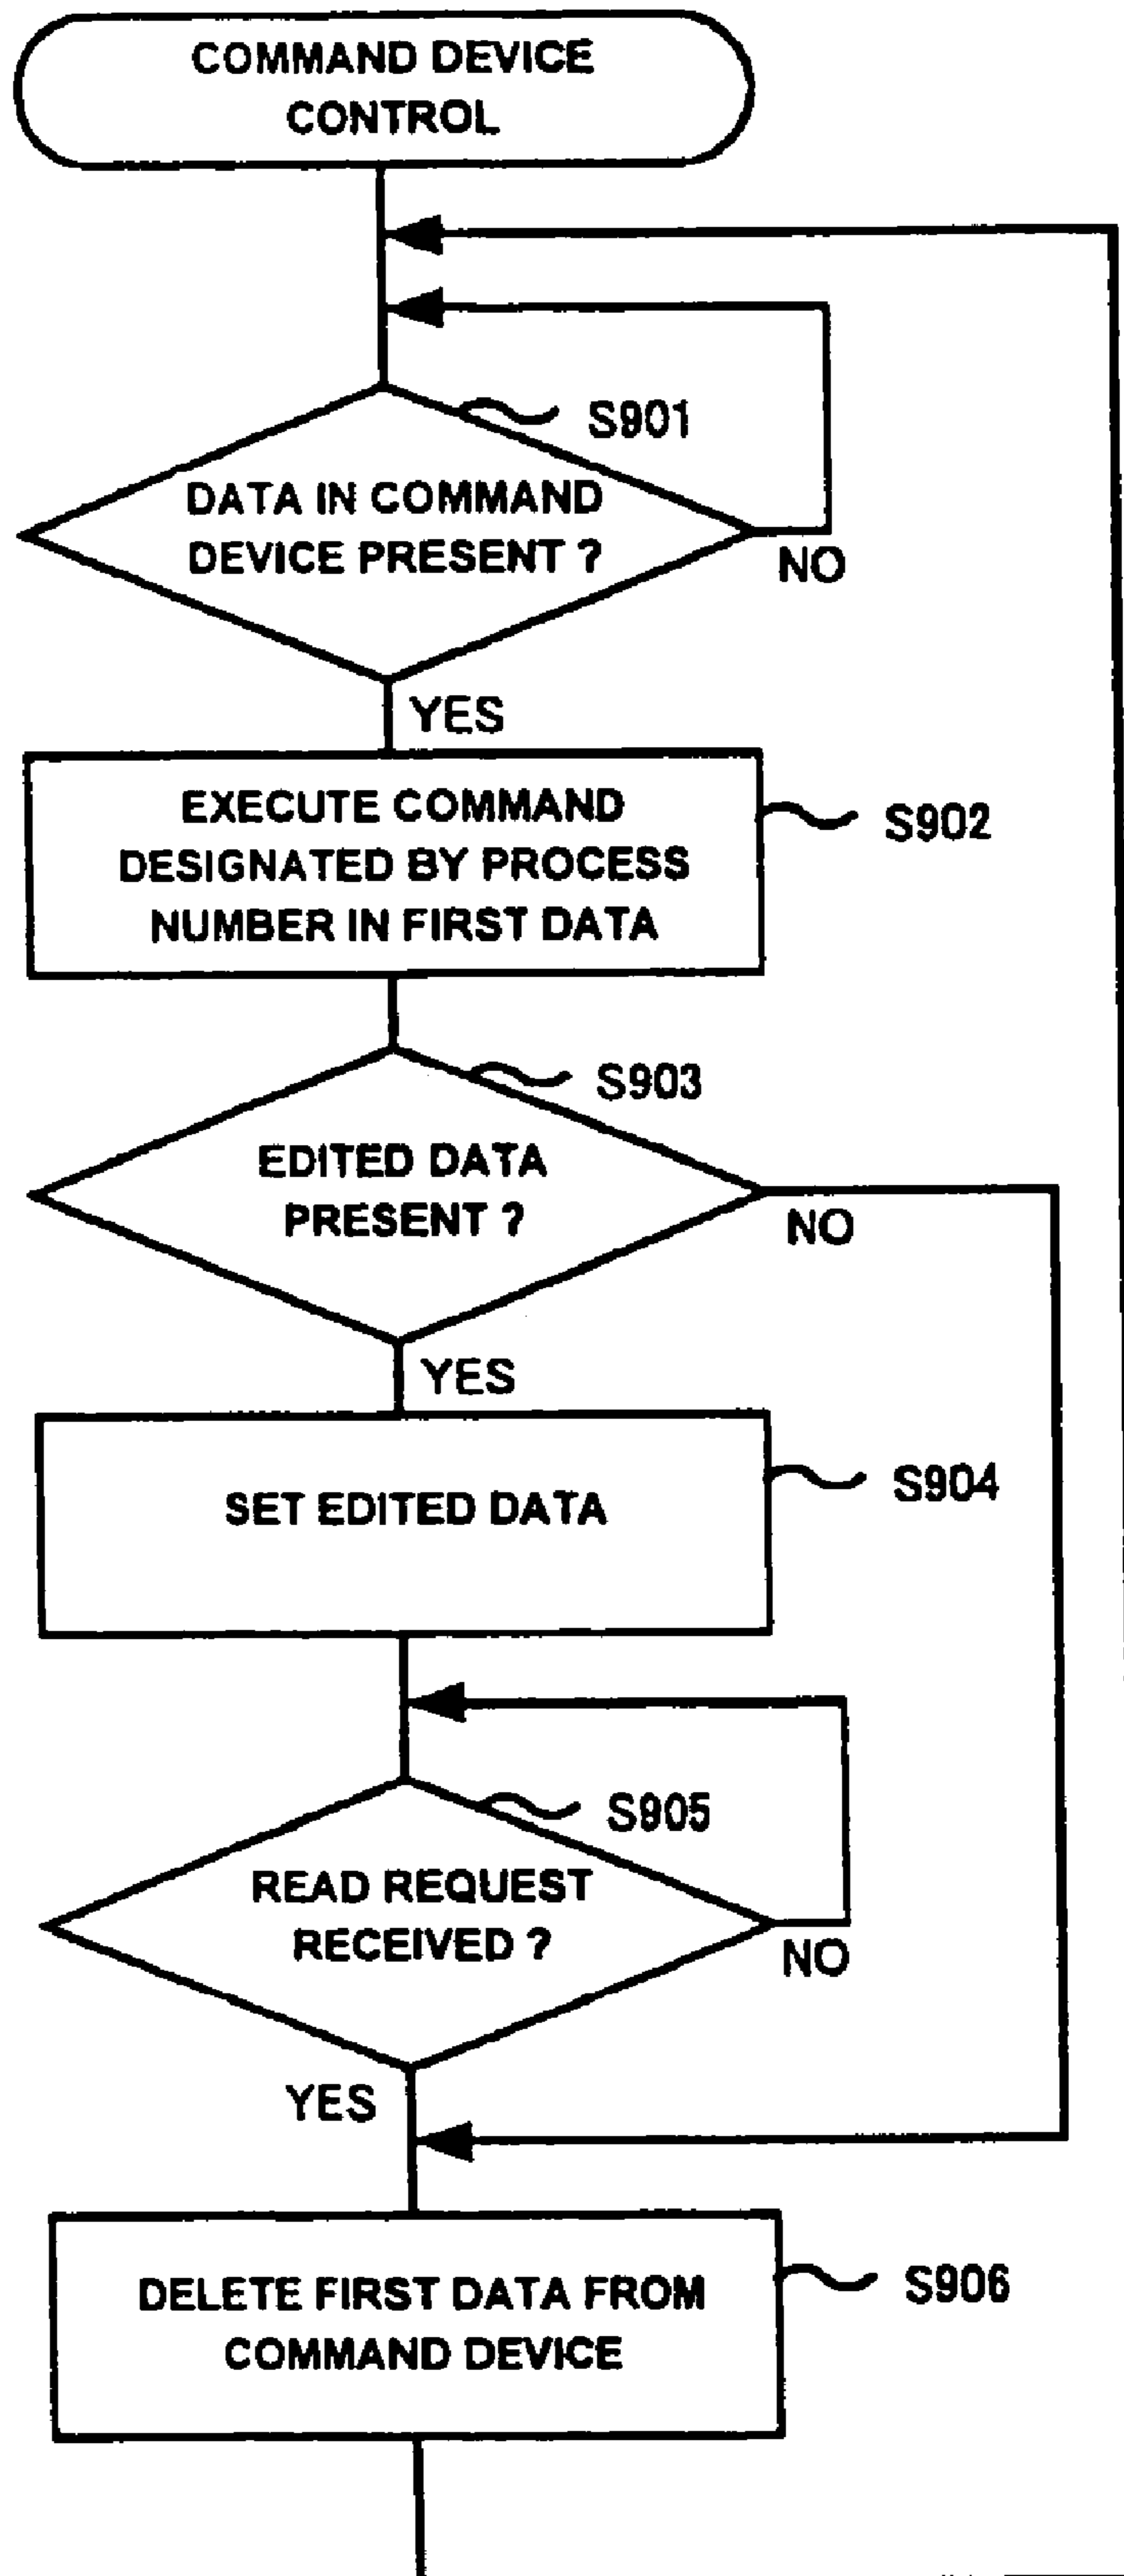 COMMAND DEVICE
CONTROL
S901
DATA IN COMMAND
DEVICE PRESENT ?
NO
YES
EXECUTE COMMAND
DESIGNATED BY PROCESS
NUMBER IN FIRST DATA
S902
S903
EDITED DATA
PRESENT ?
NO
YES
SET EDITED DATA
S904
S905
READ REQUEST
RECEIVED ?
NO
YES
DELETE FIRST DATA FROM
COMMAND DEVICE
S906